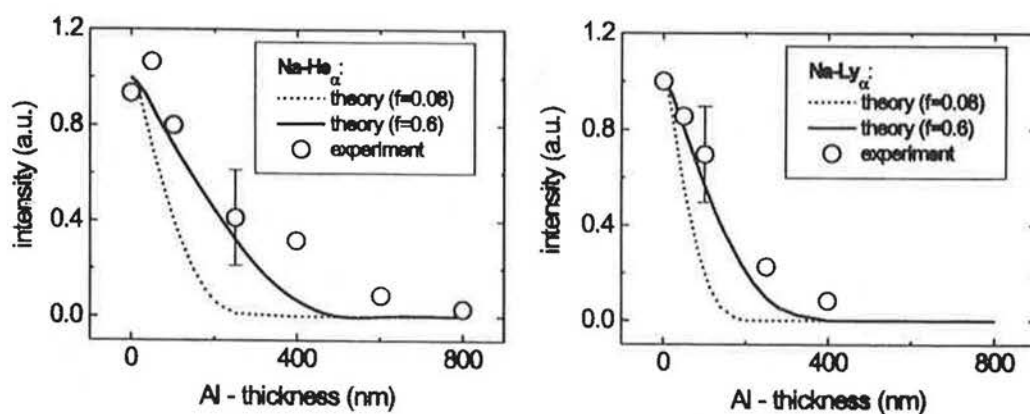 1.2
0.8
0.4
0.0
intensity (a.u.)
Na-Heα:
theory (f=0.08)
theory (f=0.6)
experiment
0
400
800
Al - thickness (nm)
1.2
0.8
0.4
0.0
intensity (a.u.)
Na-Lyα:
theory (f=0.08)
theory (f=0.6)
experiment
0
400
800
Al - thickness (nm)